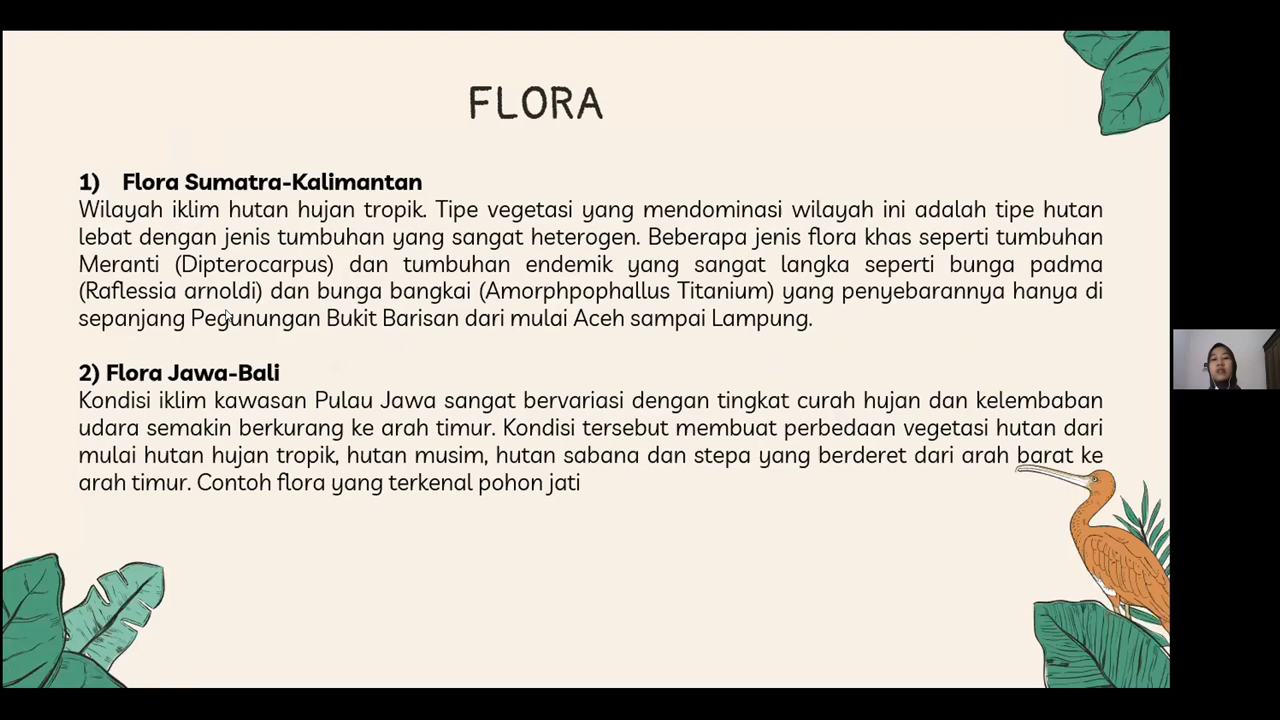 FLORA
1) Flora Sumatra-Kalimantan
Wilayah iklim hutan hujan tropik. Tipe vegetasi yang mendominasi wilayah ini adalah tipe hutan
lebat dengan jenis tumbuhan yang sangat heterogen. Beberapa jenis flora khas seperti tumbuhan
Meranti (Dipterocarpus) dan tumbuhan endemik yang sangat langka seperti bunga padma
(Raflessia arnoldi) dan bunga bangkai (Amorphpophallus Titanium) yang penyebarannya hanya di
sepanjang Pegunungan Bukit Barisan dari mulai Aceh sampai Lampung.
2) Flora Jawa-Bali
Kondisi iklim kawasan Pulau Jawa sangat bervariasi dengan tingkat curah hujan dan kelembaban
udara semakin berkurang ke arah timur. Kondisi tersebut membuat perbedaan vegetasi hutan dari
mulai hutan hujan tropik, hutan musim, hutan sabana dan stepa yang berderet dari arah barat ke
arah timur. Contoh flora yang terkenal pohon jati